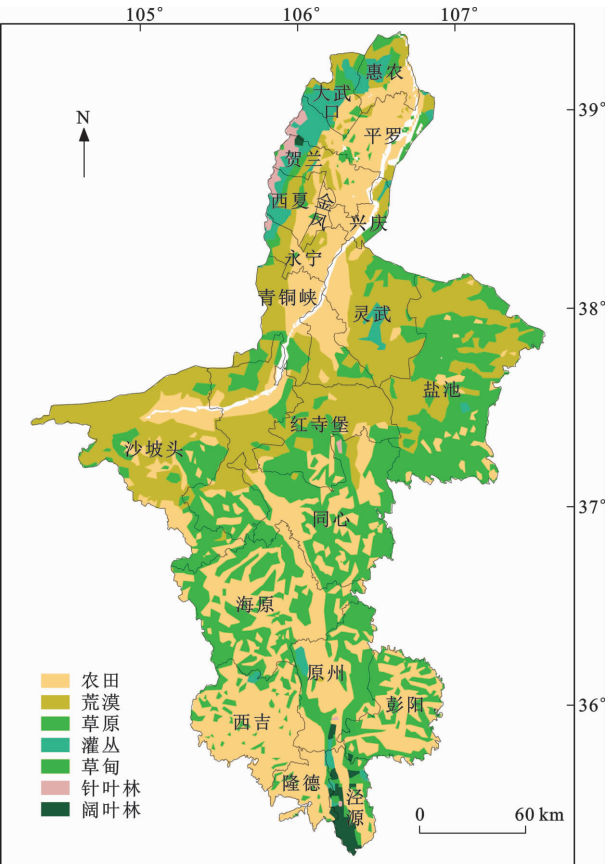 105° 106° 107°
N
惠农
大武口
39°
平罗
贺兰
西夏
金凤
兴庆
永宁
青铜峡
38°
灵武
盐池
红寺堡
沙坡头
37°
同心
海原
原州
36°
彭阳
西吉
隆德
泾源
农田
荒漠
草原
灌丛
草甸
针叶林
阔叶林
0 60 km